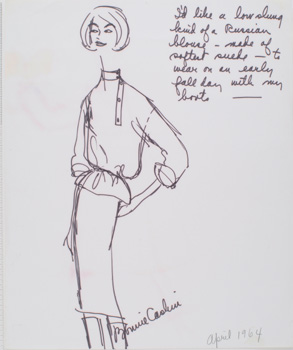 I'd like a low slung
kind of a Russian
blouse - made of
softest suede - to
wear on an early
fall day with my
boots —
Bonnie Cashin
April 1964